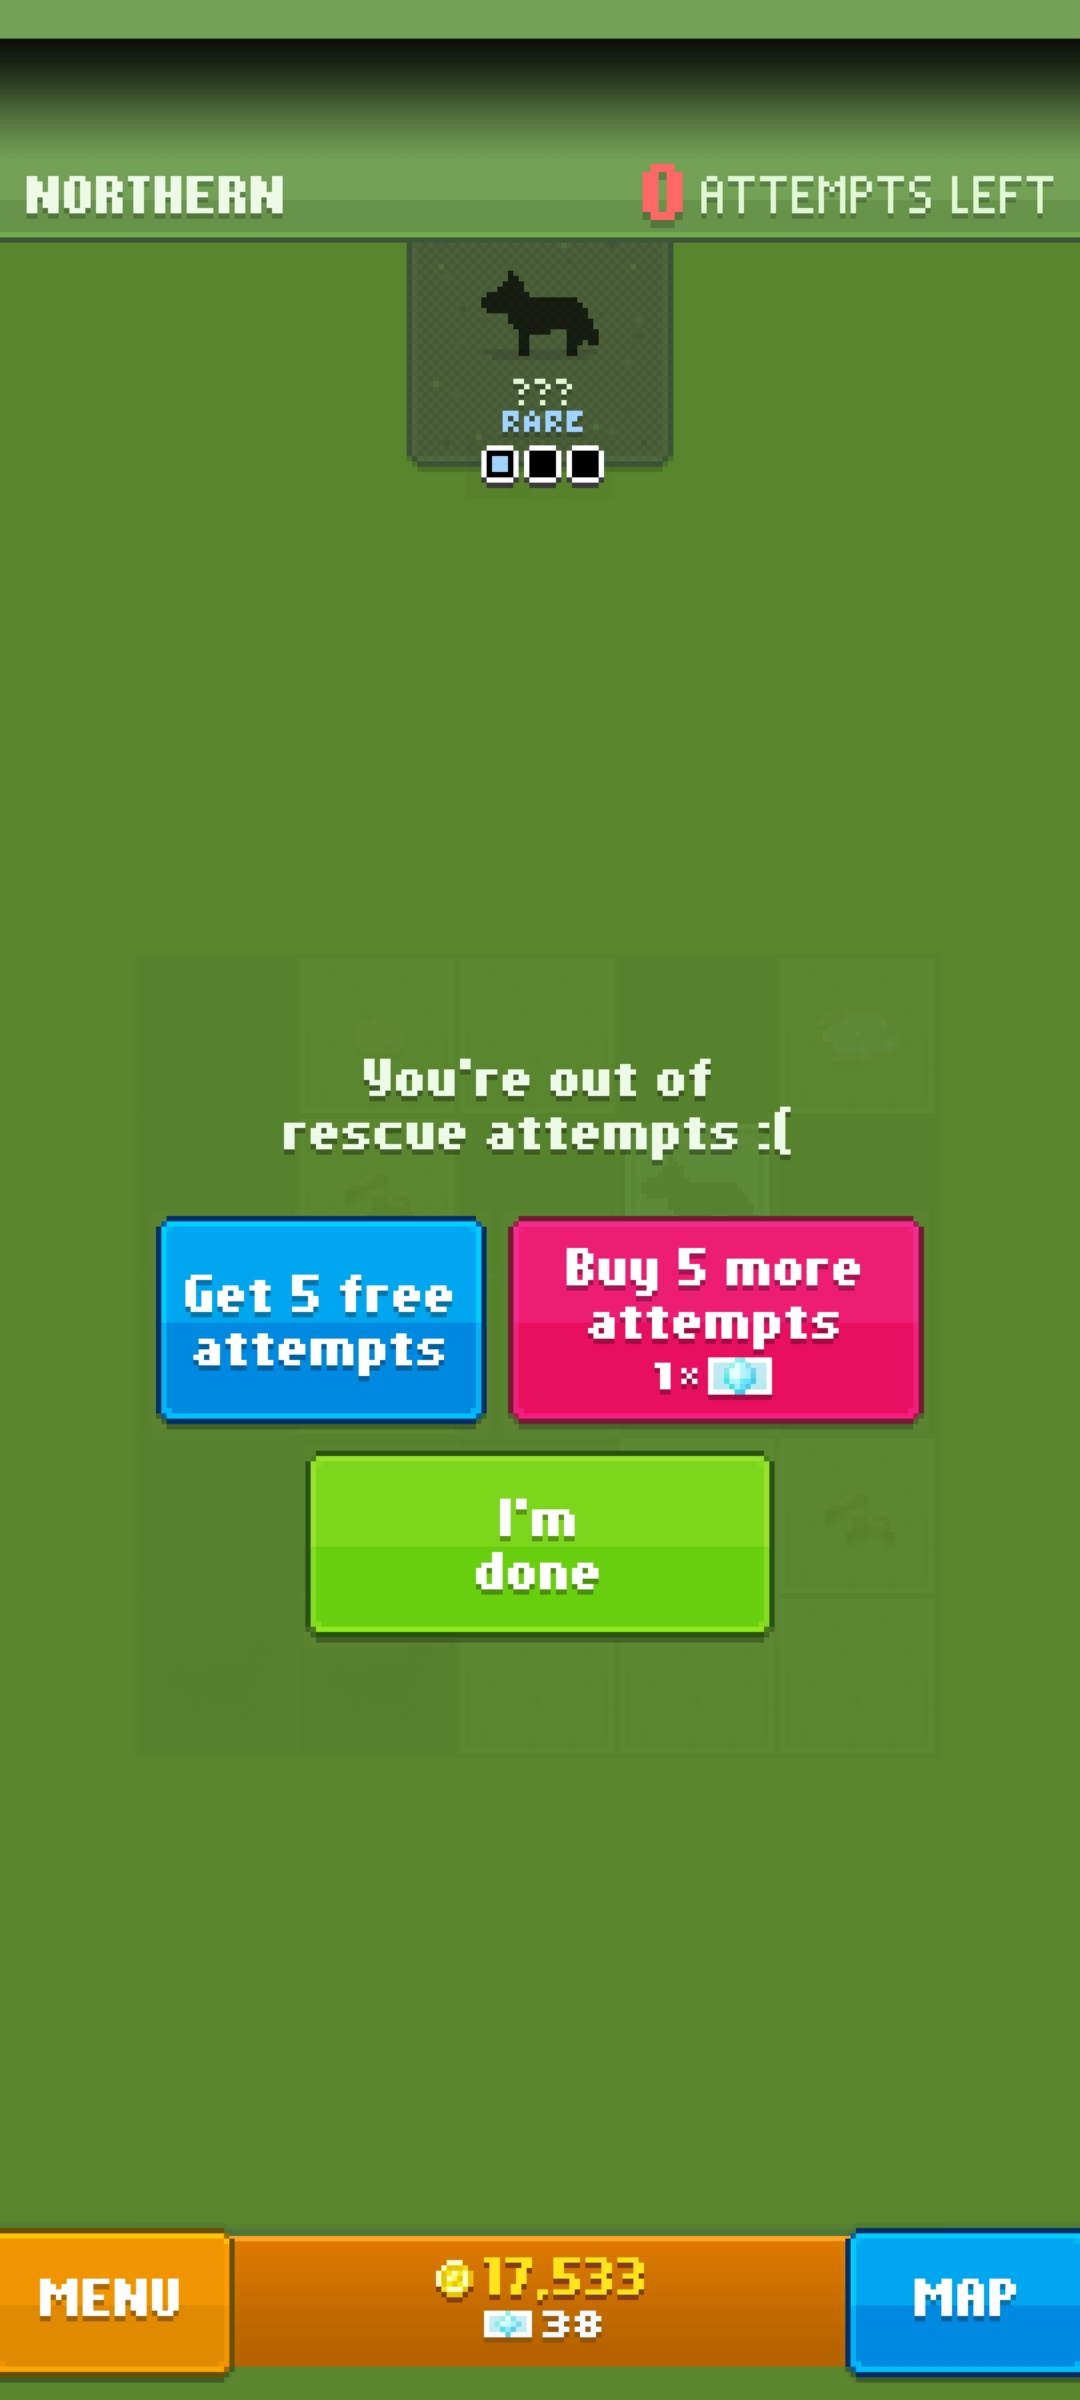 NORTHERN
0 ATTEMPTS LEFT
???
RARE
You're out of
rescue attempts :(
Get 5 free
attempts
Buy 5 more
attempts
1×
I'm
done
MENU
17,533
38
MAP